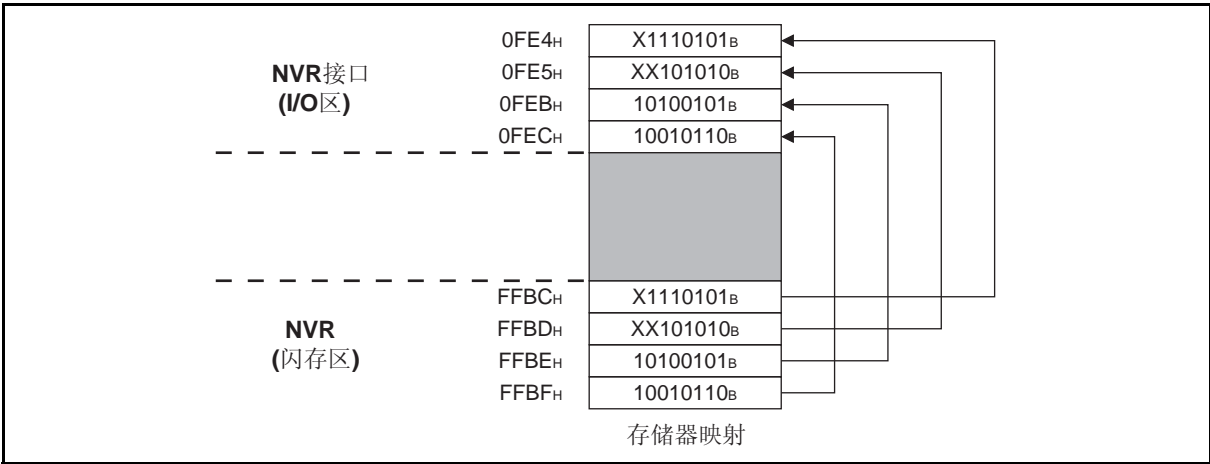 0FE4H X1110101B
NVR接口 0FE5H XX101010B
(I/O区) 0FEBH 10100101B
0FECH 10010110B
FFBCH X1110101B
NVR FFBDH XX101010B
(闪存区) FFBEH 10100101B
FFBFH 10010110B
存储器映射